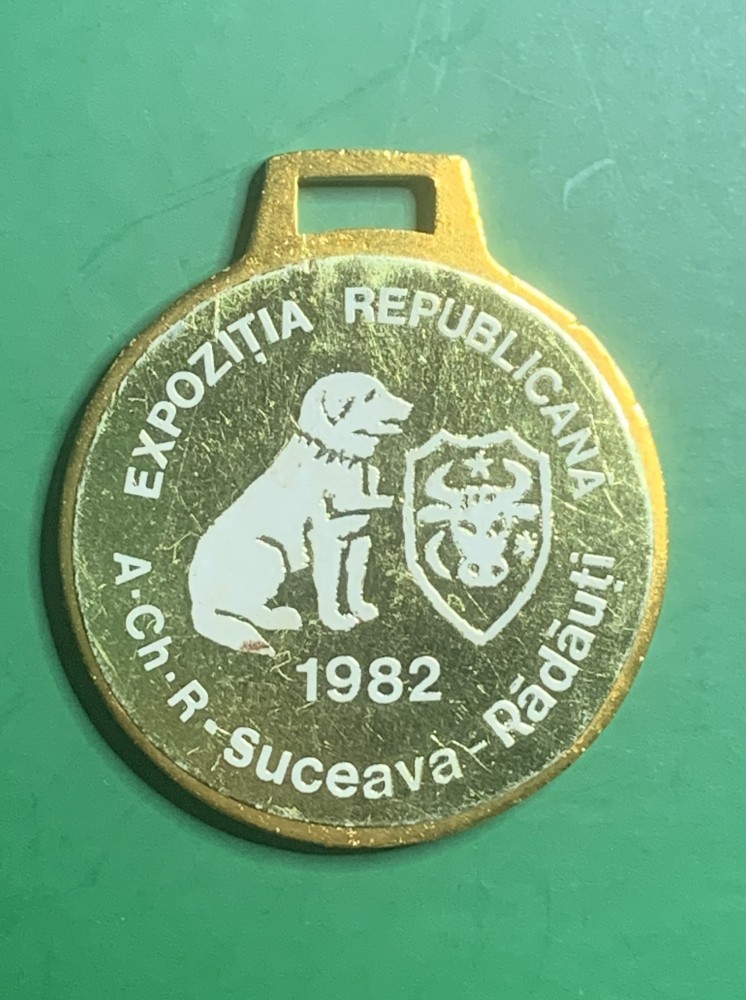 EXPOZIȚIA REPUBLICANA
1982
A·Ch·R-Suceava-Rădăuți